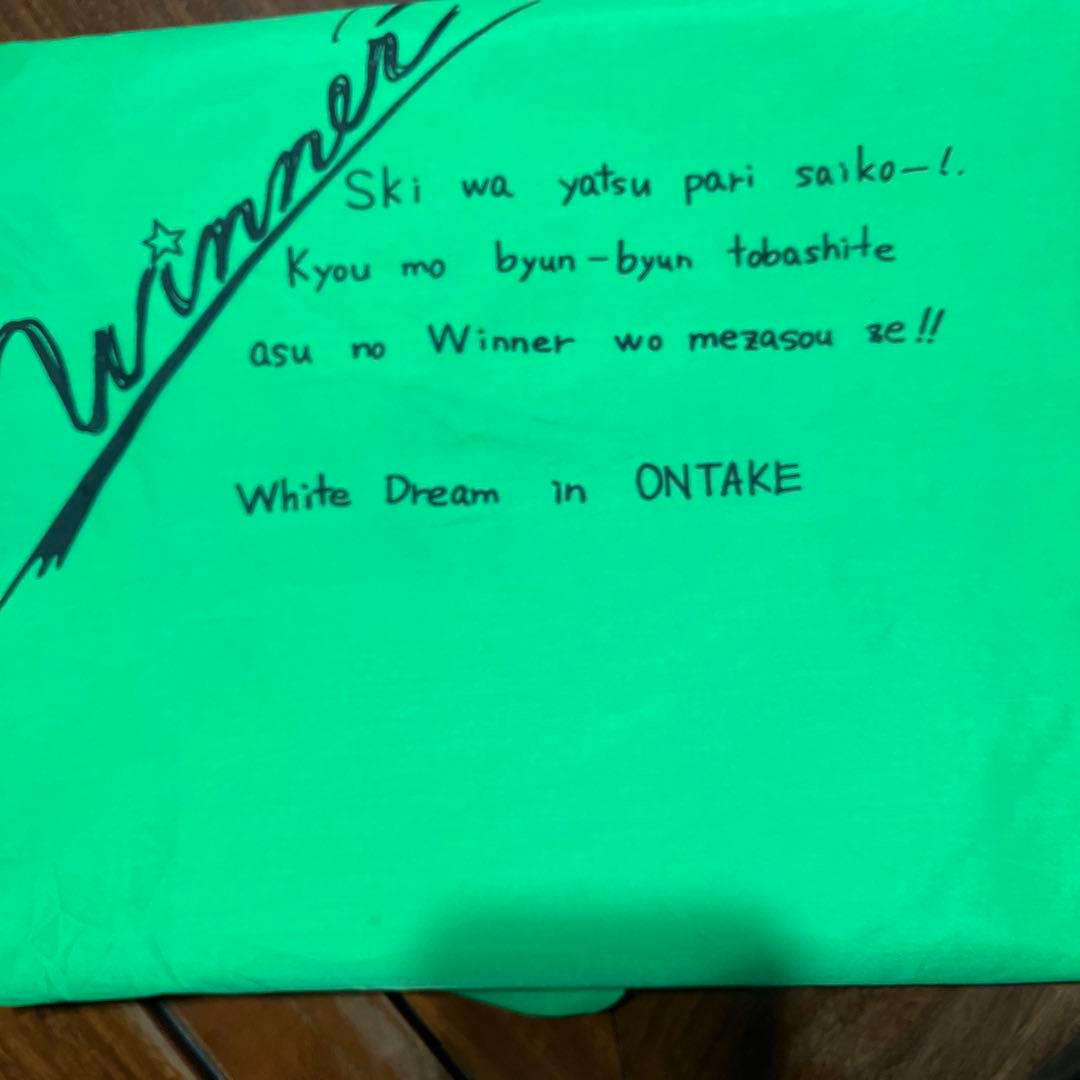 Winner
Ski wa yatsu pari saiko-!.
Kyou mo byun-byun tobashite
asu no Winner wo mezasou ze!!
White Dream in ONTAKE